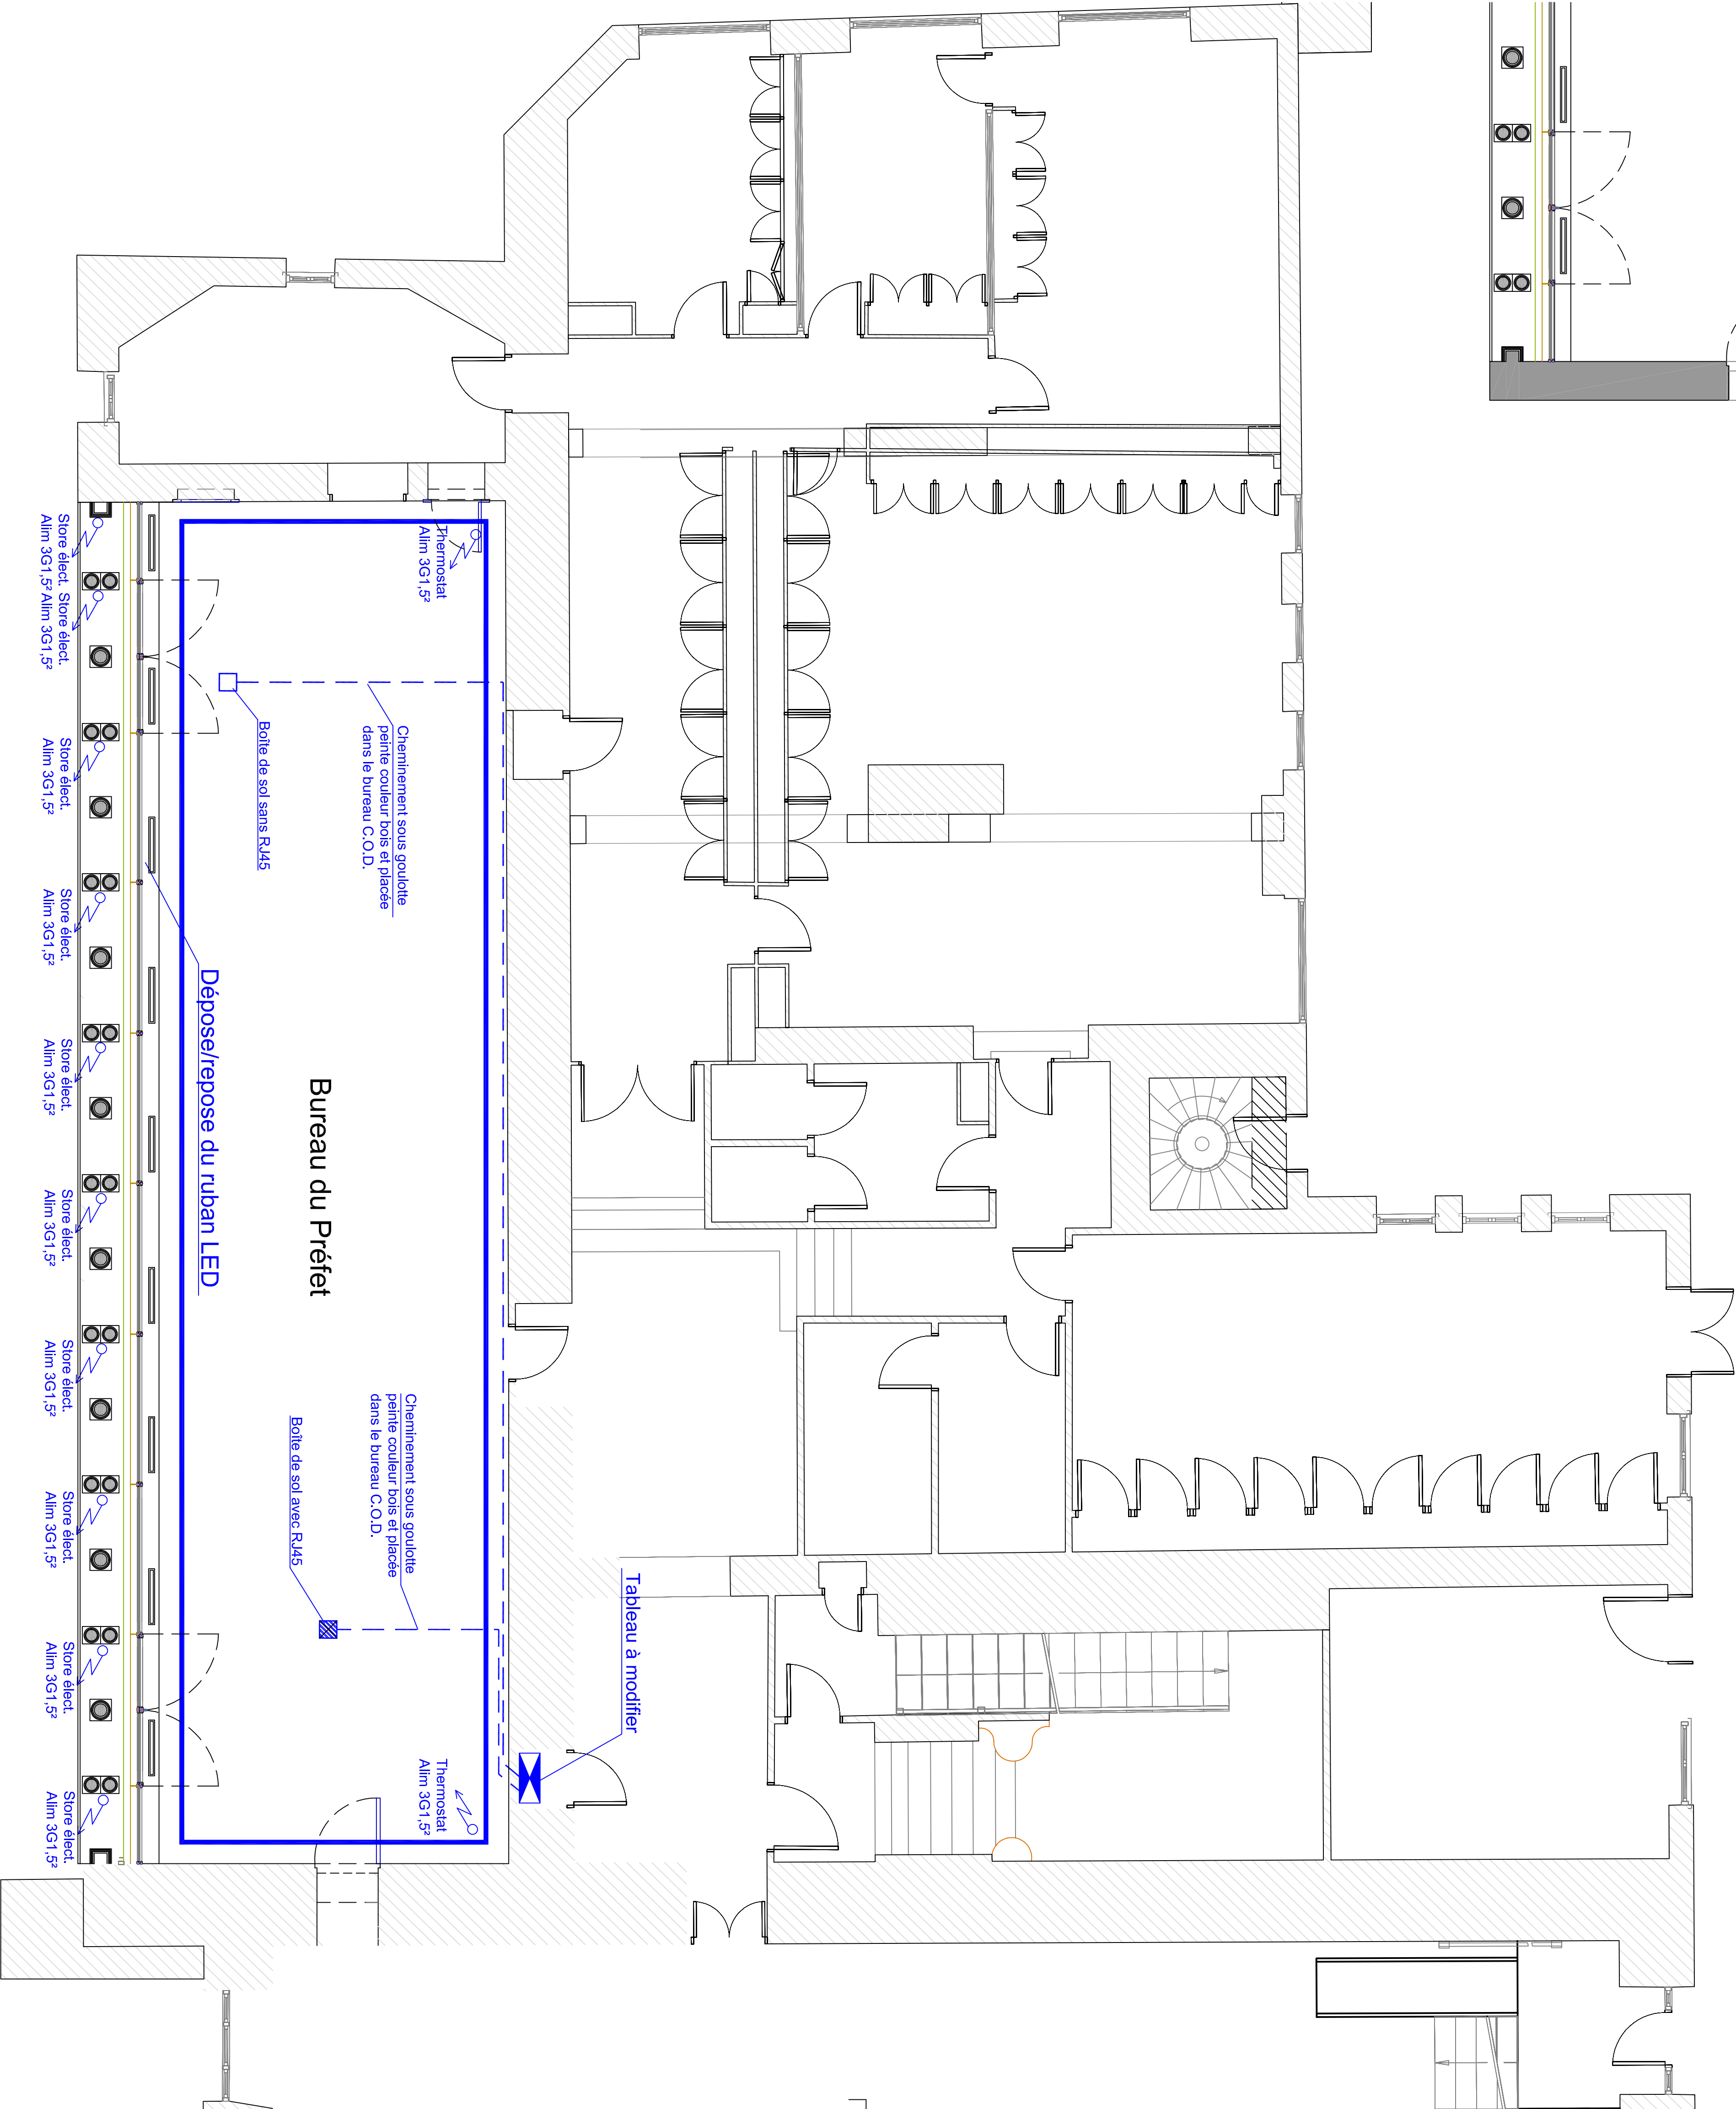 Store élect.
Alim 3G1,5²
Store élect.
Alim 3G1,5²
Store élect.
Alim 3G1,5²
Store élect.
Alim 3G1,5²
Store élect.
Alim 3G1,5²
Store élect.
Alim 3G1,5²
Store élect.
Alim 3G1,5²
Store élect.
Alim 3G1,5²
Store élect.
Alim 3G1,5²
Store élect.
Alim 3G1,5²
Thermostat
Alim 3G1,5²
Cheminement sous goulotte
peinte couleur bois et placée
dans le bureau C.O.D.
Boîte de sol sans RJ45
Dépose/repose du ruban LED
Bureau du Préfet
Cheminement sous goulotte
peinte couleur bois et placée
dans le bureau C.O.D.
Boîte de sol avec RJ45
Tableau à modifier
Thermostat
Alim 3G1,5²